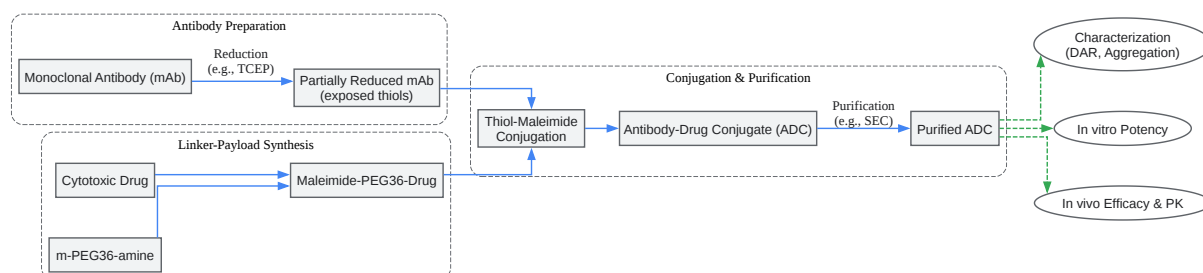 Antibody Preparation
Monoclonal Antibody (mAb)
Reduction
(e.g., TCEP)
Partially Reduced mAb
(exposed thiols)
Linker-Payload Synthesis
Cytotoxic Drug
m-PEG36-amine
Maleimide-PEG36-Drug
Conjugation & Purification
Thiol-Maleimide
Conjugation
Antibody-Drug Conjugate (ADC)
Purification
(e.g., SEC)
Purified ADC
Characterization
(DAR, Aggregation)
In vitro Potency
In vivo Efficacy & PK